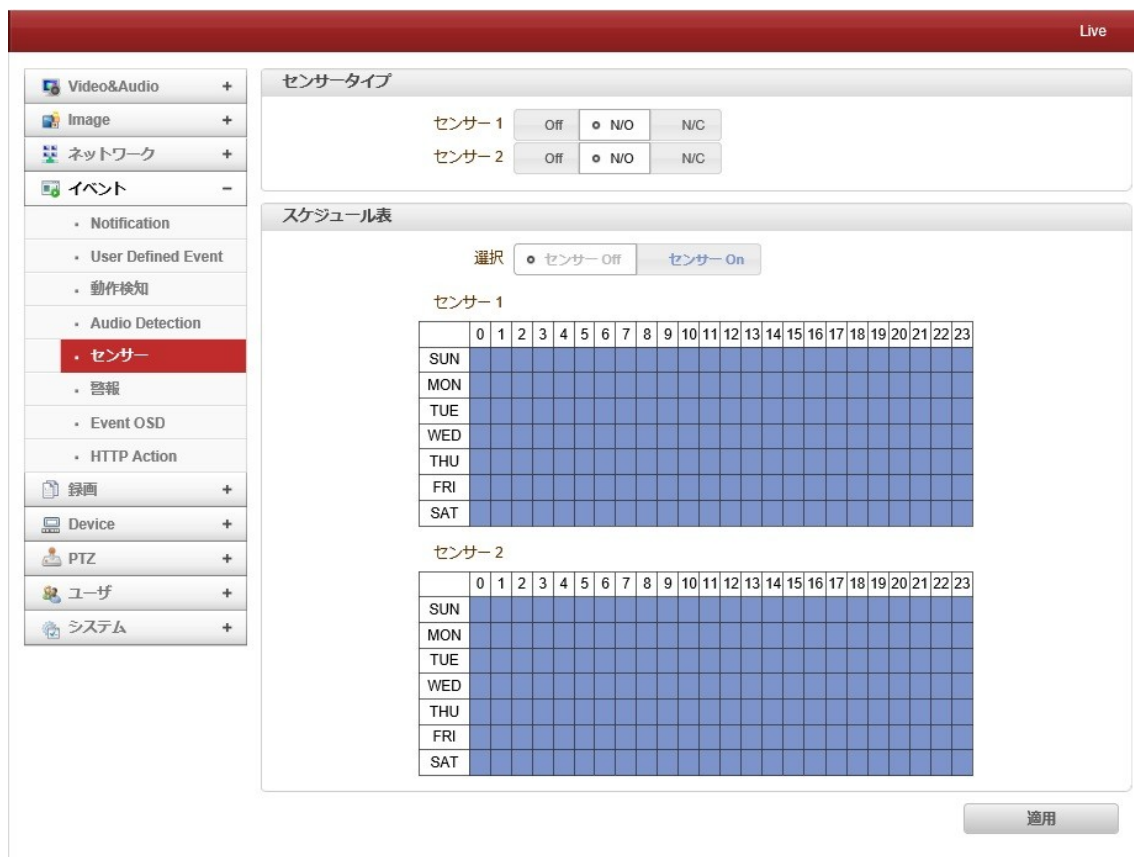 Live
Video&Audio +
Image +
ネットワーク +
イベント -
Notification
User Defined Event
動作検知
Audio Detection
センサー
警報
Event OSD
HTTP Action
録画 +
Device +
PTZ +
ユーザ +
システム +
センサータイプ
センサー 1 Off N/O N/C
センサー 2 Off N/O N/C
スケジュール表
選択 センサー Off センサー On
センサー 1
0 1 2 3 4 5 6 7 8 9 10 11 12 13 14 15 16 17 18 19 20 21 22 23
SUN
MON
TUE
WED
THU
FRI
SAT
センサー 2
0 1 2 3 4 5 6 7 8 9 10 11 12 13 14 15 16 17 18 19 20 21 22 23
SUN
MON
TUE
WED
THU
FRI
SAT
適用